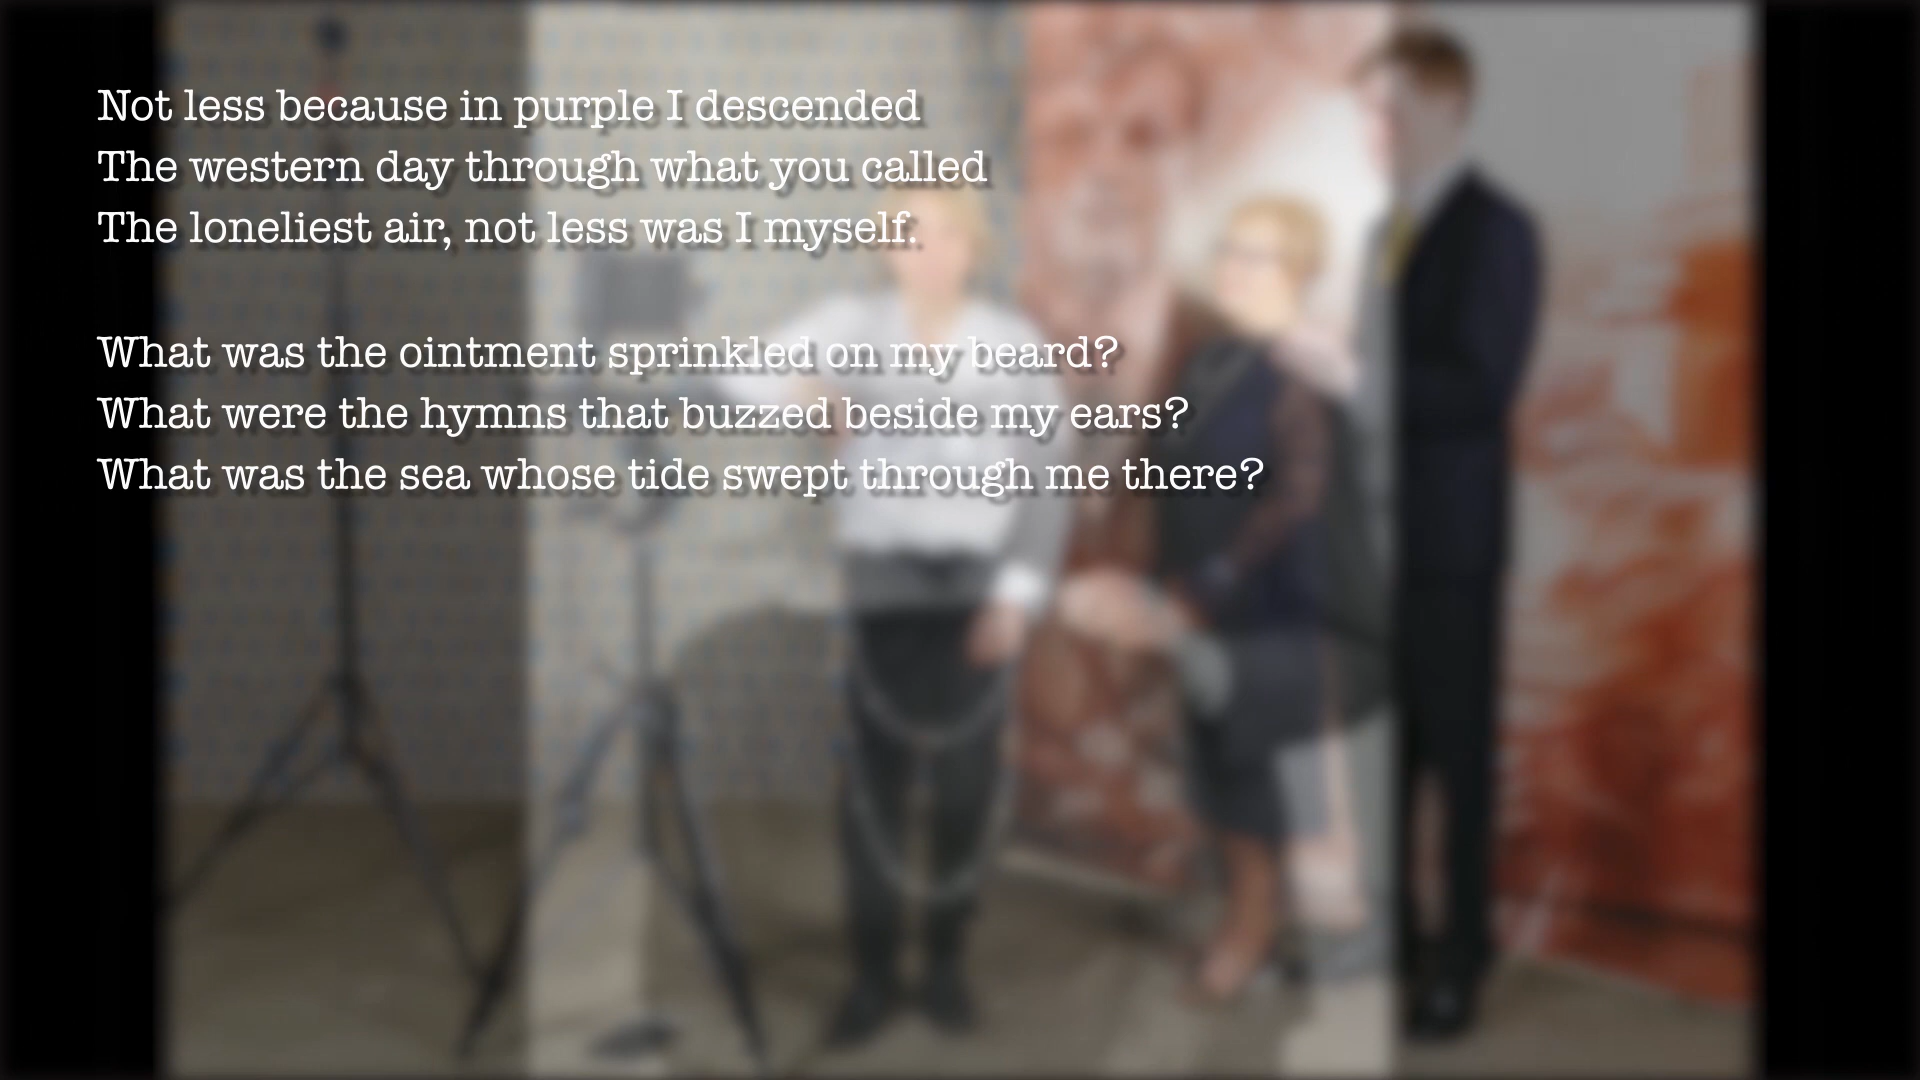 Not less because in purple I descended
The western day through what you called
The loneliest air, not less was I myself.
What was the ointment sprinkled on my beard?
What were the hymns that buzzed beside my ears?
What was the sea whose tide swept through me there?